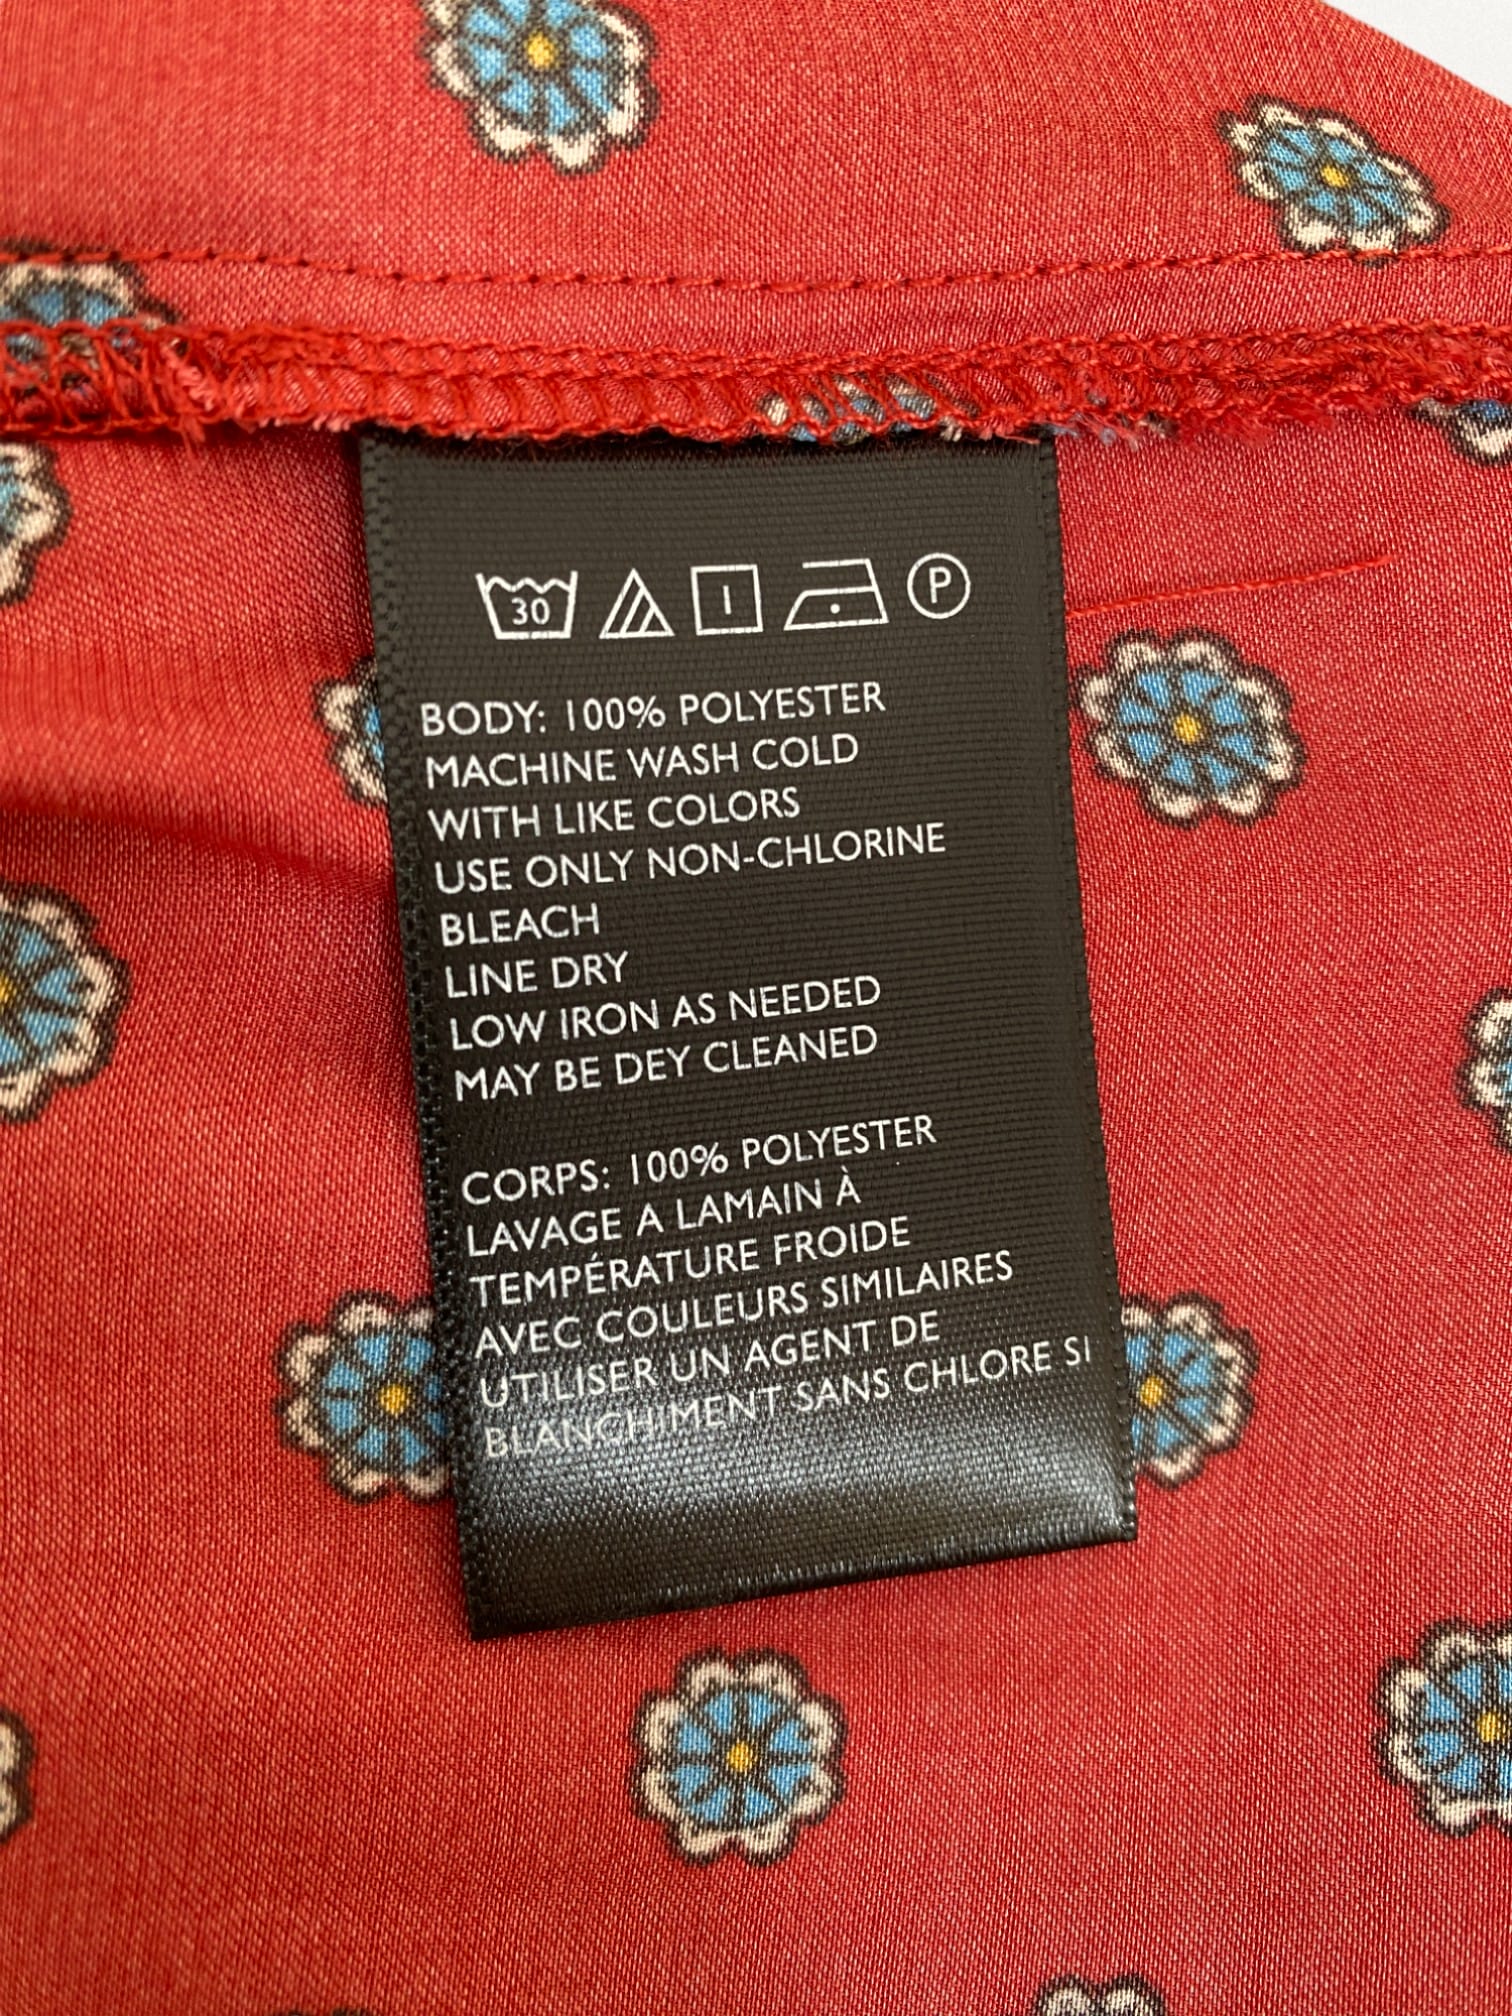 30 P
BODY: 100% POLYESTER
MACHINE WASH COLD
WITH LIKE COLORS
USE ONLY NON-CHLORINE
BLEACH
LINE DRY
LOW IRON AS NEEDED
MAY BE DEY CLEANED
CORPS: 100% POLYESTER
LAVAGE A LAMAIN À
TEMPÉRATURE FROIDE
AVEC COULEURS SIMILAIRES
UTILISER UN AGENT DE
BLANCHIMENT SANS CHLORE SI